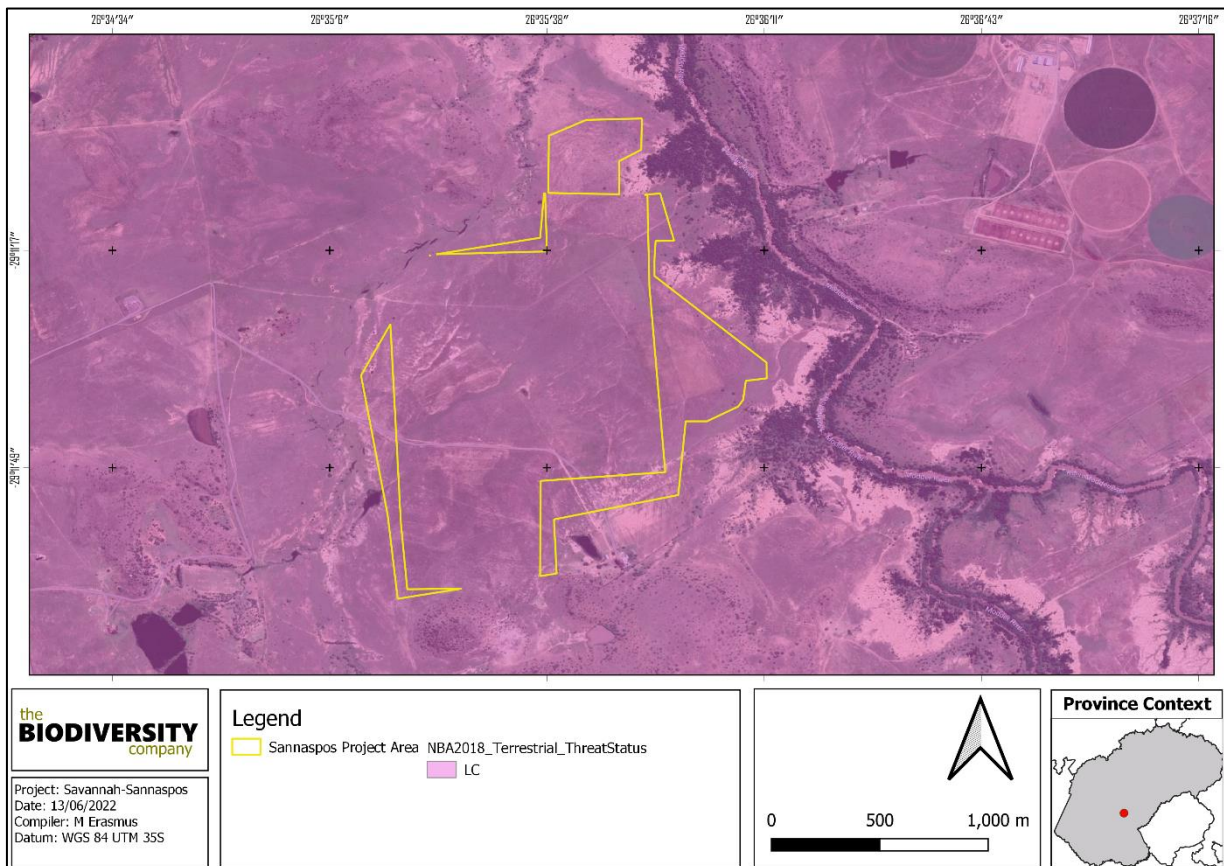 26°34'34"
26°35'6"
26°35'38"
26°36'11"
26°36'43"
26°37'16"
-29°11'17"
-29°11'49"
Modder River
the
BIODIVERSITY
company
Project: Savannah-Sannaspos
Date: 13/06/2022
Compiler: M Erasmus
Datum: WGS 84 UTM 35S
Legend
Sannaspos Project Area
NBA2018_Terrestrial_ThreatStatus
LC
0 500 1,000 m
Province Context